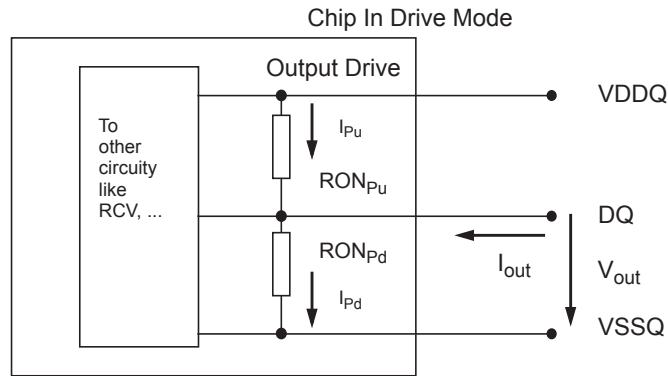 Chip In Drive Mode
Output Drive
To
other
circuity
like
RCV, ...
IPu
RONPu
RONPd
IPd
VDDQ
DQ
Iout
Vout
VSSQ